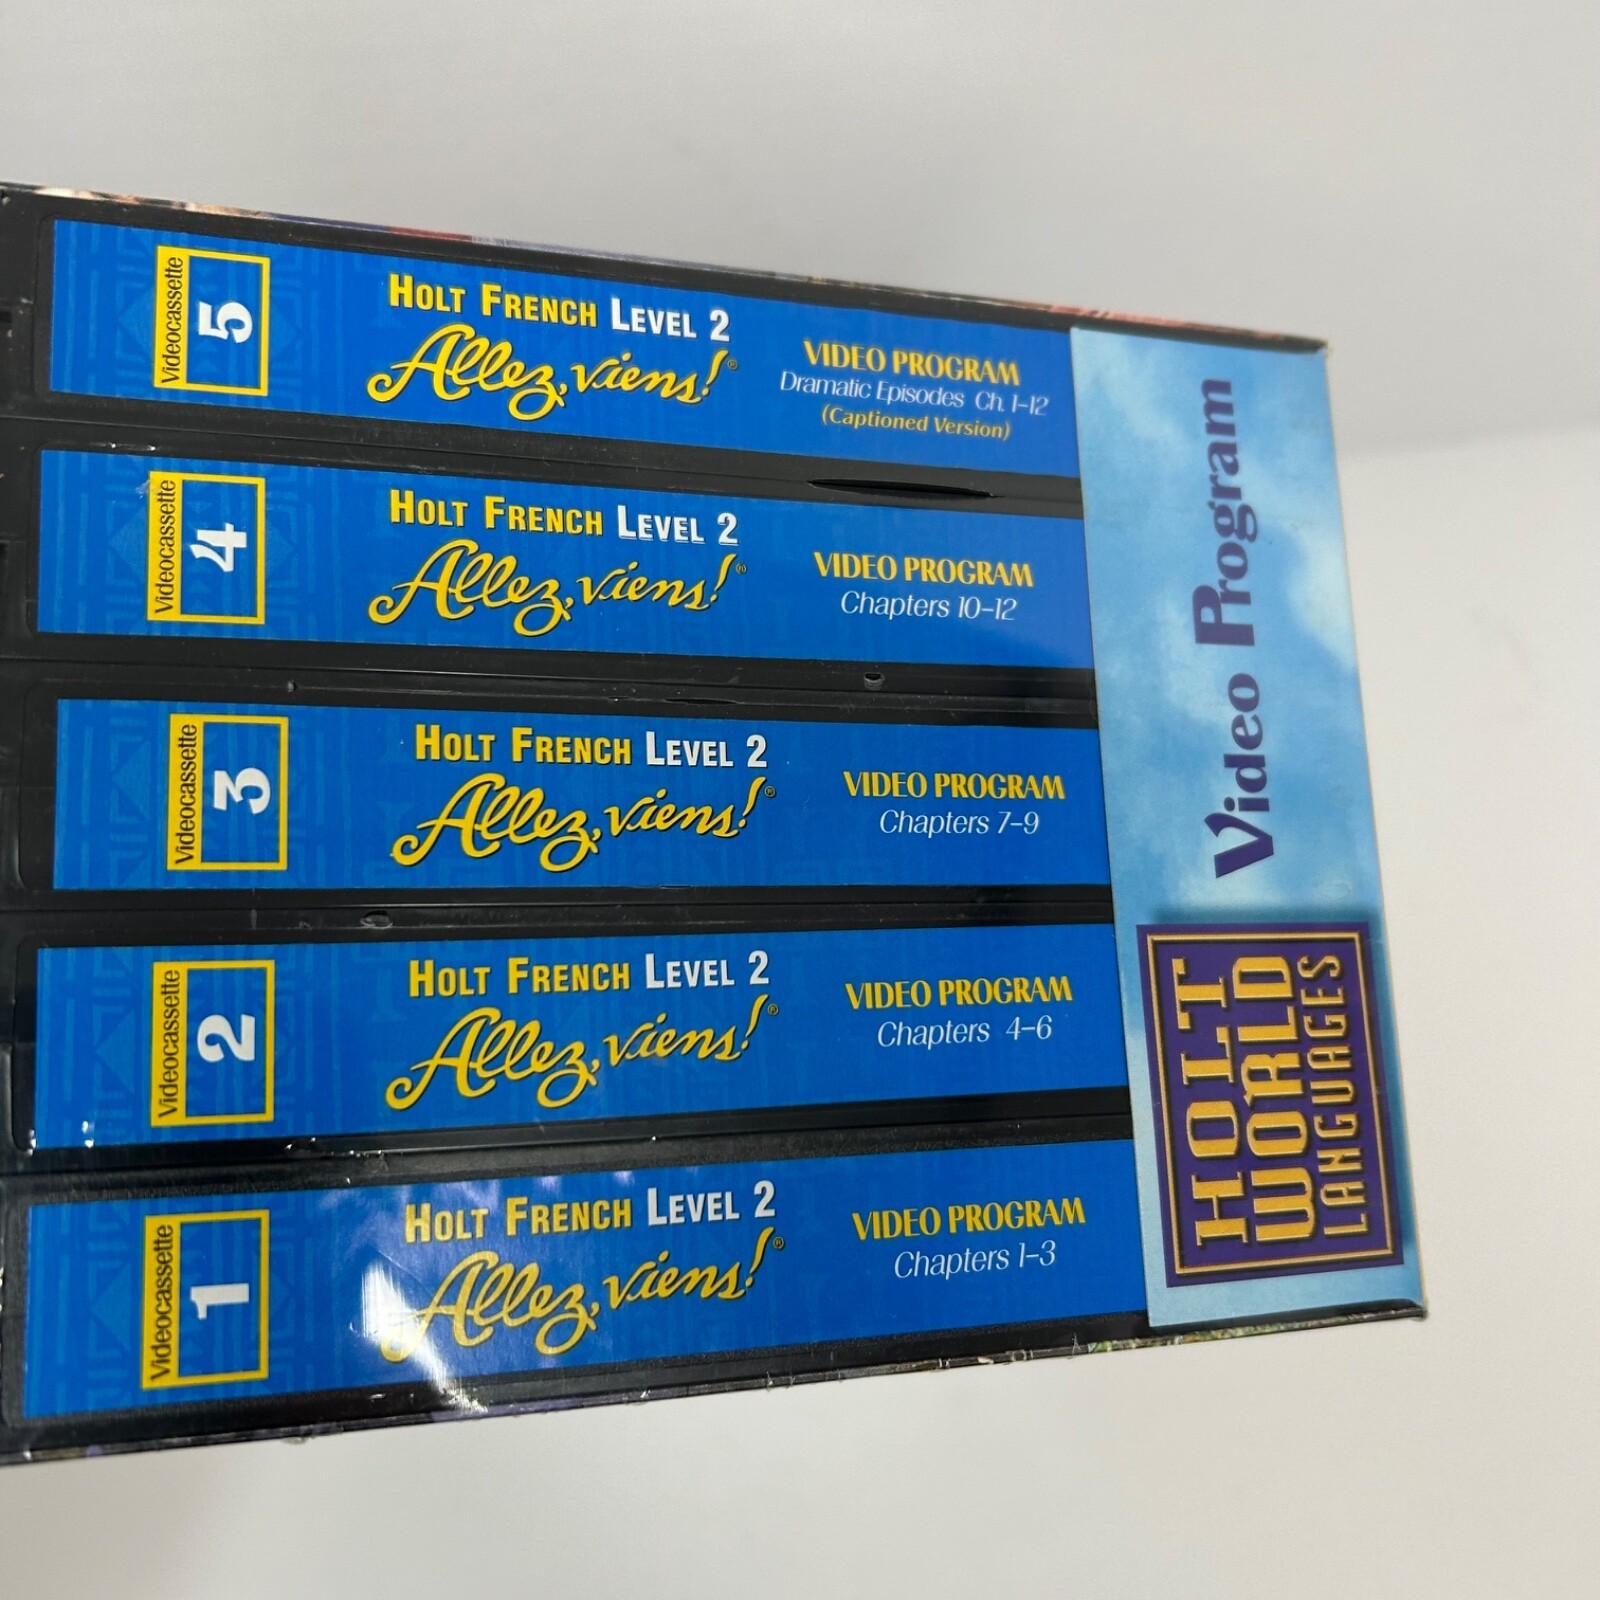 Videocassette
5
HOLT FRENCH LEVEL 2
Allez, viens!®
VIDEO PROGRAM
Dramatic Episodes Ch. 1–12
(Captioned Version)
Videocassette
4
HOLT FRENCH LEVEL 2
Allez, viens!®
VIDEO PROGRAM
Chapters 10–12
Videocassette
3
HOLT FRENCH LEVEL 2
Allez, viens!®
VIDEO PROGRAM
Chapters 7–9
Videocassette
2
HOLT FRENCH LEVEL 2
Allez, viens!®
VIDEO PROGRAM
Chapters 4–6
Videocassette
1
HOLT FRENCH LEVEL 2
Allez, viens!®
VIDEO PROGRAM
Chapters 1–3
HOLT
WORLD
LANGUAGES
Video Program